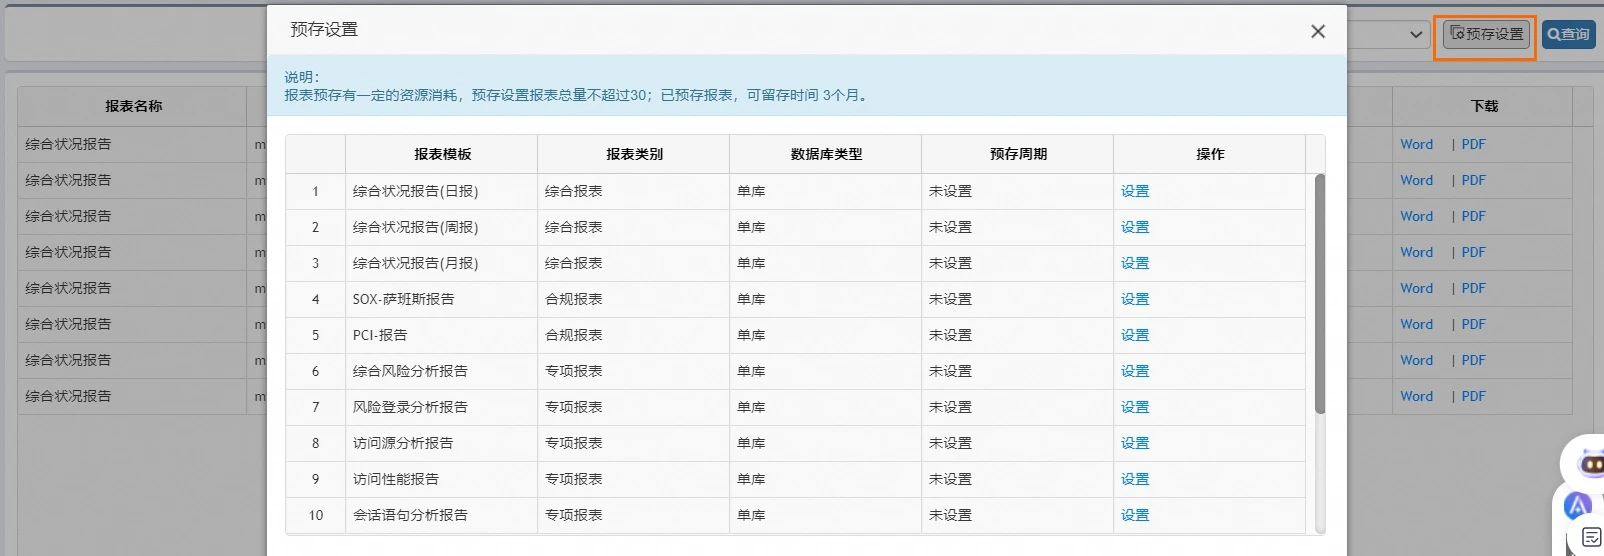 预存设置
预存设置
查询
说明：
报表预存有一定的资源消耗，预存设置报表总量不超过30；已预存报表，可留存时间 3个月。
报表名称
下载
报表模板 报表类别 数据库类型 预存周期 操作
综合状况报告 m Word | PDF
综合状况报告 m Word | PDF
综合状况报告 m Word | PDF
综合状况报告 m Word | PDF
综合状况报告 m Word | PDF
综合状况报告 m Word | PDF
综合状况报告 m Word | PDF
综合状况报告 m Word | PDF
1 综合状况报告(日报) 综合报表 单库 未设置 设置
2 综合状况报告(周报) 综合报表 单库 未设置 设置
3 综合状况报告(月报) 综合报表 单库 未设置 设置
4 SOX-萨班斯报告 合规报表 单库 未设置 设置
5 PCI-报告 合规报表 单库 未设置 设置
6 综合风险分析报告 专项报表 单库 未设置 设置
7 风险登录分析报告 专项报表 单库 未设置 设置
8 访问源分析报告 专项报表 单库 未设置 设置
9 访问性能报告 专项报表 单库 未设置 设置
10 会话语句分析报告 专项报表 单库 未设置 设置